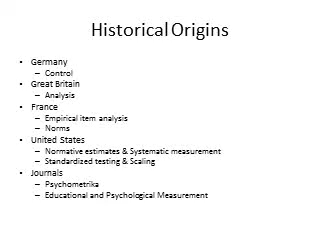 Historical Origins
• Germany
– Control
• Great Britain
– Analysis
• France
– Empirical item analysis
– Norms
• United States
– Normative estimates & Systematic measurement
– Standardized testing & Scaling
• Journals
– Psychometrika
– Educational and Psychological Measurement